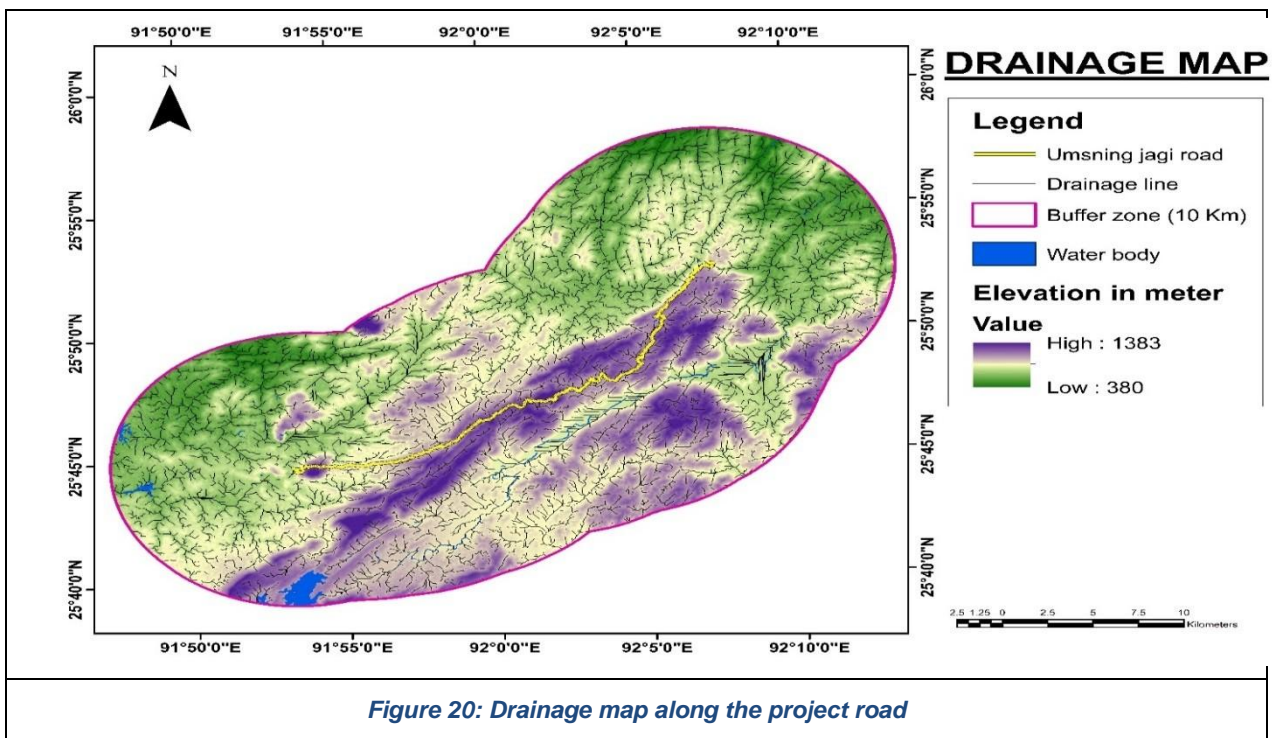 91°50'0"E 91°55'0"E 92°0'0"E 92°5'0"E 92°10'0"E
DRAINAGE MAP
N
26°0'0"N
25°55'0"N
25°50'0"N
25°45'0"N
25°40'0"N
26°0'0"N
25°55'0"N
25°50'0"N
25°45'0"N
25°40'0"N
Legend
Umsning jagi road
Drainage line
Buffer zone (10 Km)
Water body
Elevation in meter
Value
High : 1383
Low : 380
2.5 1.25 0 2.5 5 7.5 10
Kilometers
91°50'0"E 91°55'0"E 92°0'0"E 92°5'0"E 92°10'0"E
Figure 20: Drainage map along the project road